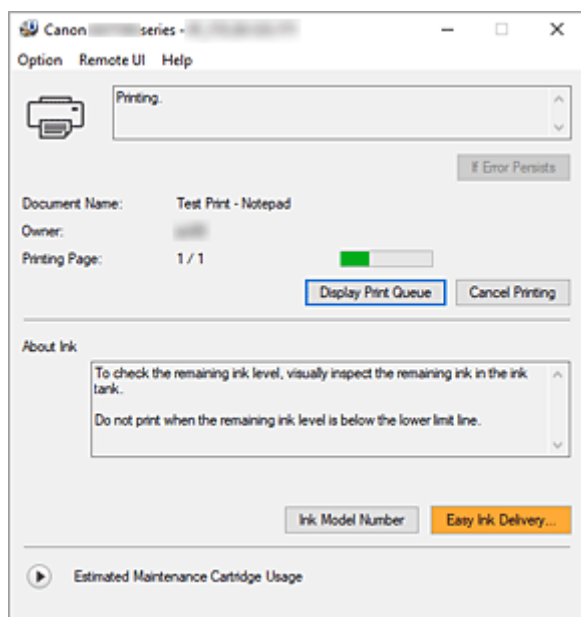 Canon series -
Option Remote UI Help
Printing.
If Error Persists
Document Name: Test Print - Notepad
Owner:
Printing Page: 1 / 1
Display Print Queue Cancel Printing
About Ink
To check the remaining ink level, visually inspect the remaining ink in the ink
tank.
Do not print when the remaining ink level is below the lower limit line.
Ink Model Number Easy Ink Delivery...
Estimated Maintenance Cartridge Usage